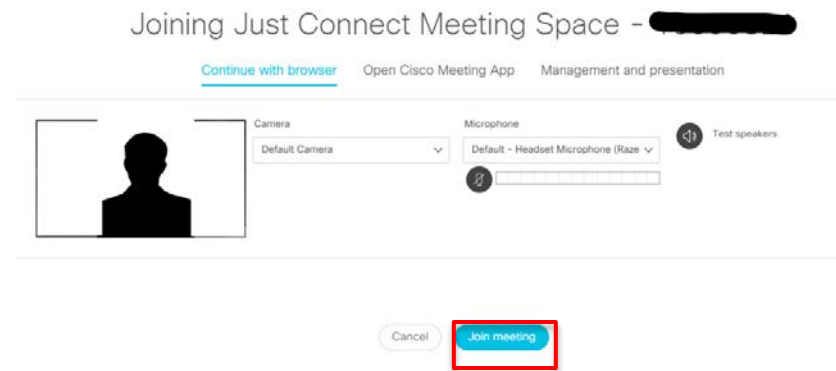 Joining Just Connect Meeting Space -
Continue with browser Open Cisco Meeting App Management and presentation
Camera Microphone
Default Camera Default - Headset Microphone (Raze Test speakers
Cancel Join meeting